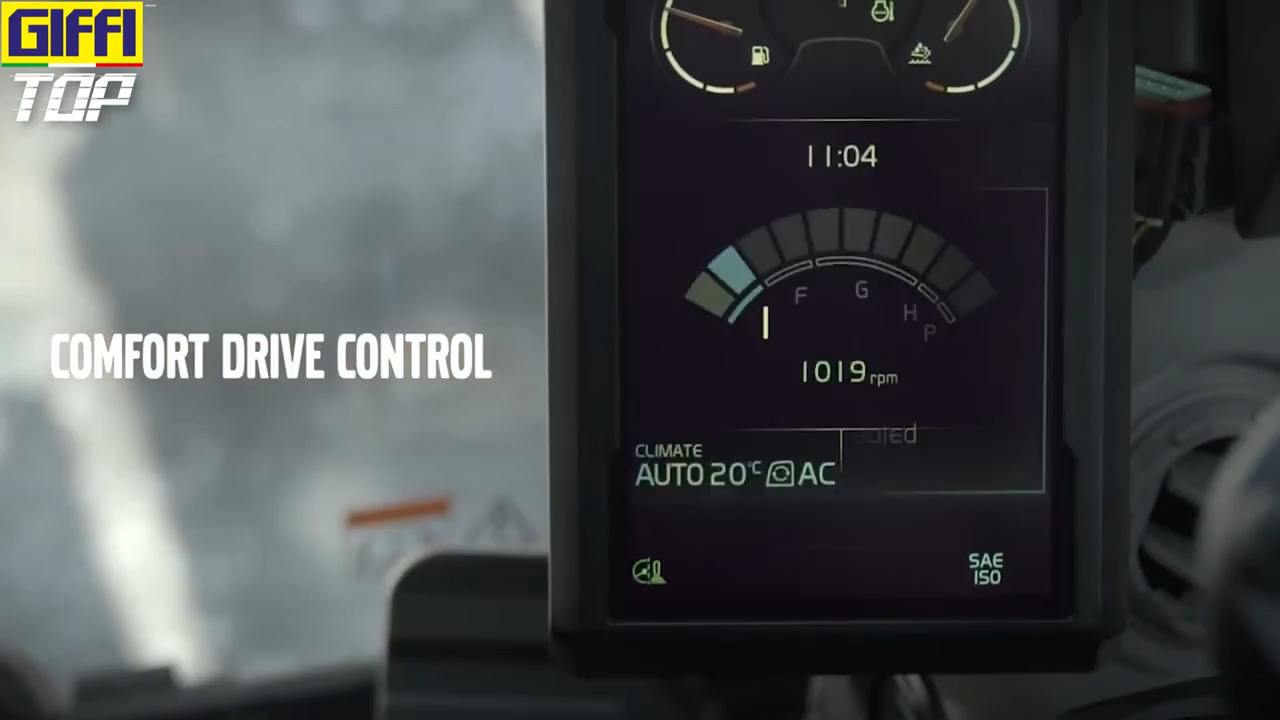 GIFFI
TOP
11:04
F G H P
I
COMFORT DRIVE CONTROL
1019 rpm
CLIMATE
AUTO 20°C AC
SAE
ISO